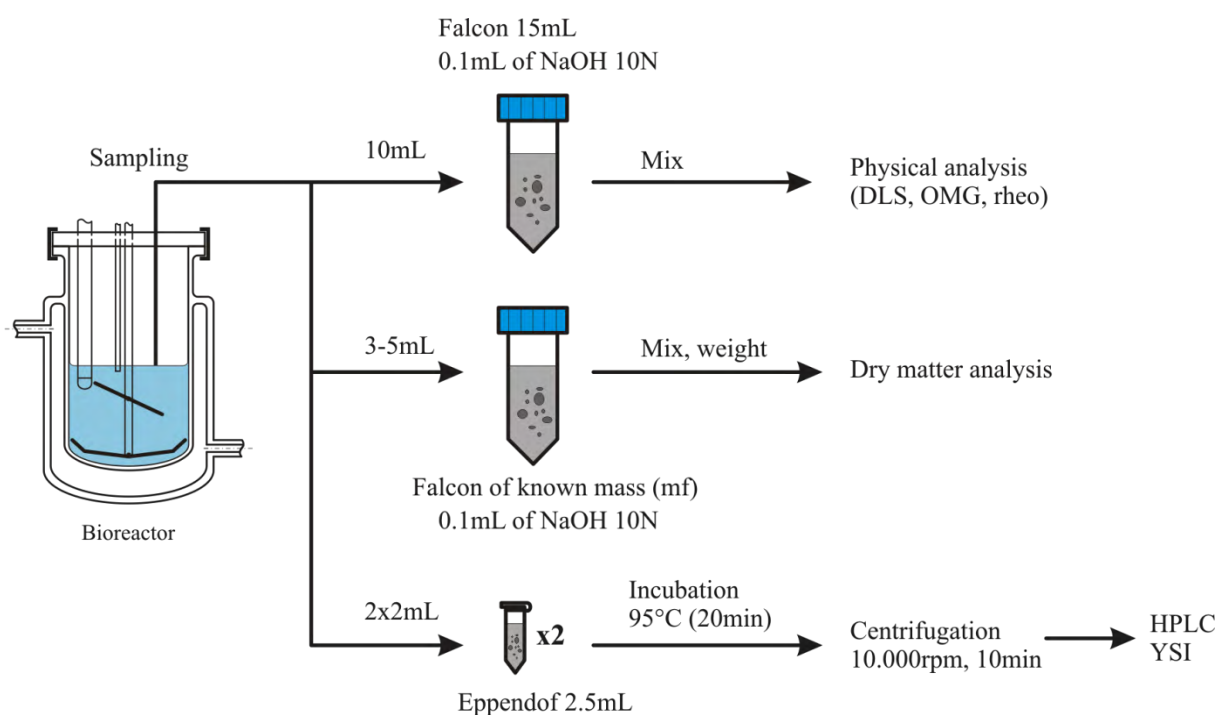 Falcon 15mL
0.1mL of NaOH 10N
Sampling
10mL
Mix
Physical analysis
(DLS, OMG, rheo)
3-5mL
Mix, weight
Dry matter analysis
Falcon of known mass (mf)
0.1mL of NaOH 10N
Bioreactor
2x2mL
x2
Incubation
95°C (20min)
Centrifugation
10.000rpm, 10min
HPLC
YSI
Eppendof 2.5mL